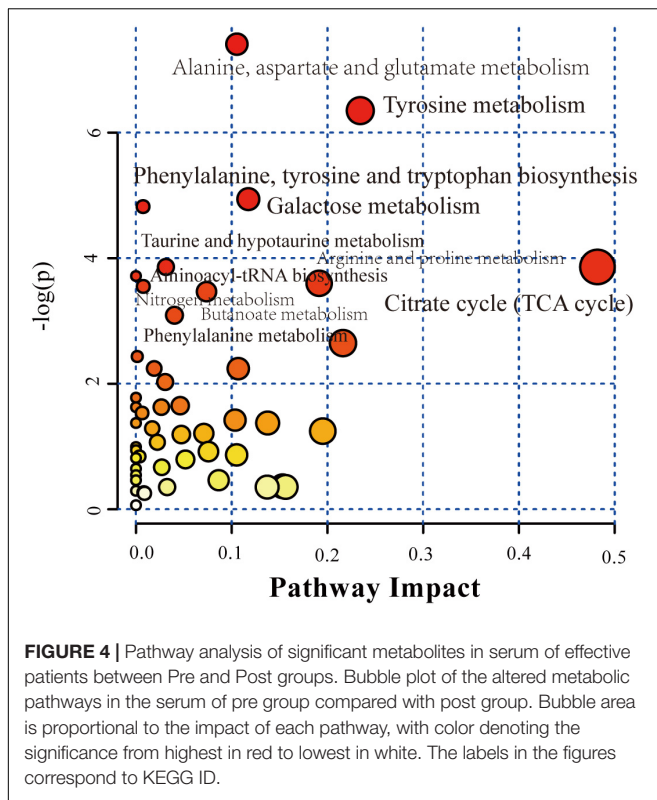 Alanine, aspartate and glutamate metabolism
Tyrosine metabolism
6
Phenylalanine, tyrosine and tryptophan biosynthesis
Galactose metabolism
Taurine and hypotaurine metabolism
Arginine and proline metabolism
4
Aminoacyl-tRNA biosynthesis
Nitrogen metabolism
Citrate cycle (TCA cycle)
Butanoate metabolism
Phenylalanine metabolism
-log(p)
2
0
0.0 0.1 0.2 0.3 0.4 0.5
Pathway Impact
FIGURE 4 | Pathway analysis of significant metabolites in serum of effective
patients between Pre and Post groups. Bubble plot of the altered metabolic
pathways in the serum of pre group compared with post group. Bubble area
is proportional to the impact of each pathway, with color denoting the
significance from highest in red to lowest in white. The labels in the figures
correspond to KEGG ID.